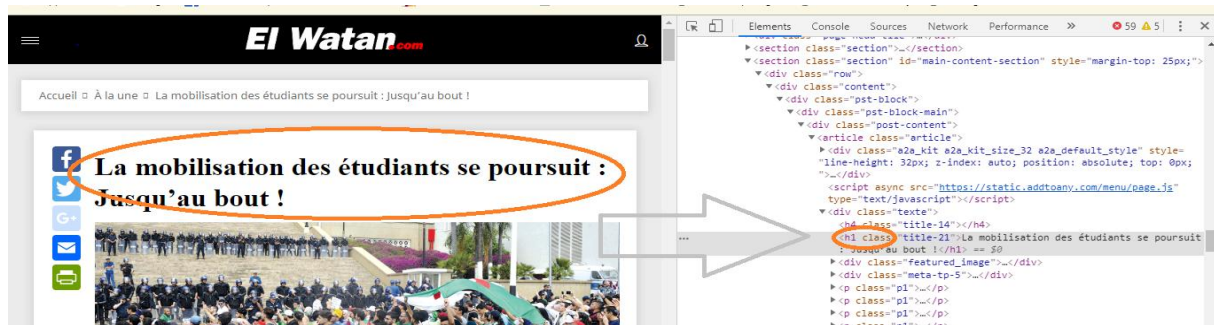 El Watan.com
Accueil À la une La mobilisation des étudiants se poursuit : Jusqu'au bout !
La mobilisation des étudiants se poursuit :
Jusqu'au bout !
f
G+
Elements Console Sources Network Performance » 59 5
▶<section class="section">…</section>
▼<section class="section" id="main-content-section" style="margin-top: 25px;">
▼<div class="row">
▼<div class="content">
▼<div class="pst-block">
▼<div class="pst-block-main">
▼<div class="post-content">
▼<article class="article">
▶<div class="a2a_kit a2a_kit_size_32 a2a_default_style" style=
"line-height: 32px; z-index: auto; position: absolute; top: 0px;
">…</div>
<script async src="https://static.addtoany.com/menu/page.js"
type="text/javascript"></script>
▼<div class="texte">
<h4 class="title-14"></h4>
<h1 class="title-21">La mobilisation des étudiants se poursuit
: Jusqu'au bout !</h1> == $0
▶<div class="featured_image">…</div>
▶<div class="meta-tp-5">…</div>
▶<p class="p1">…</p>
▶<p class="p1">…</p>
▶<p class="p1">…</p>